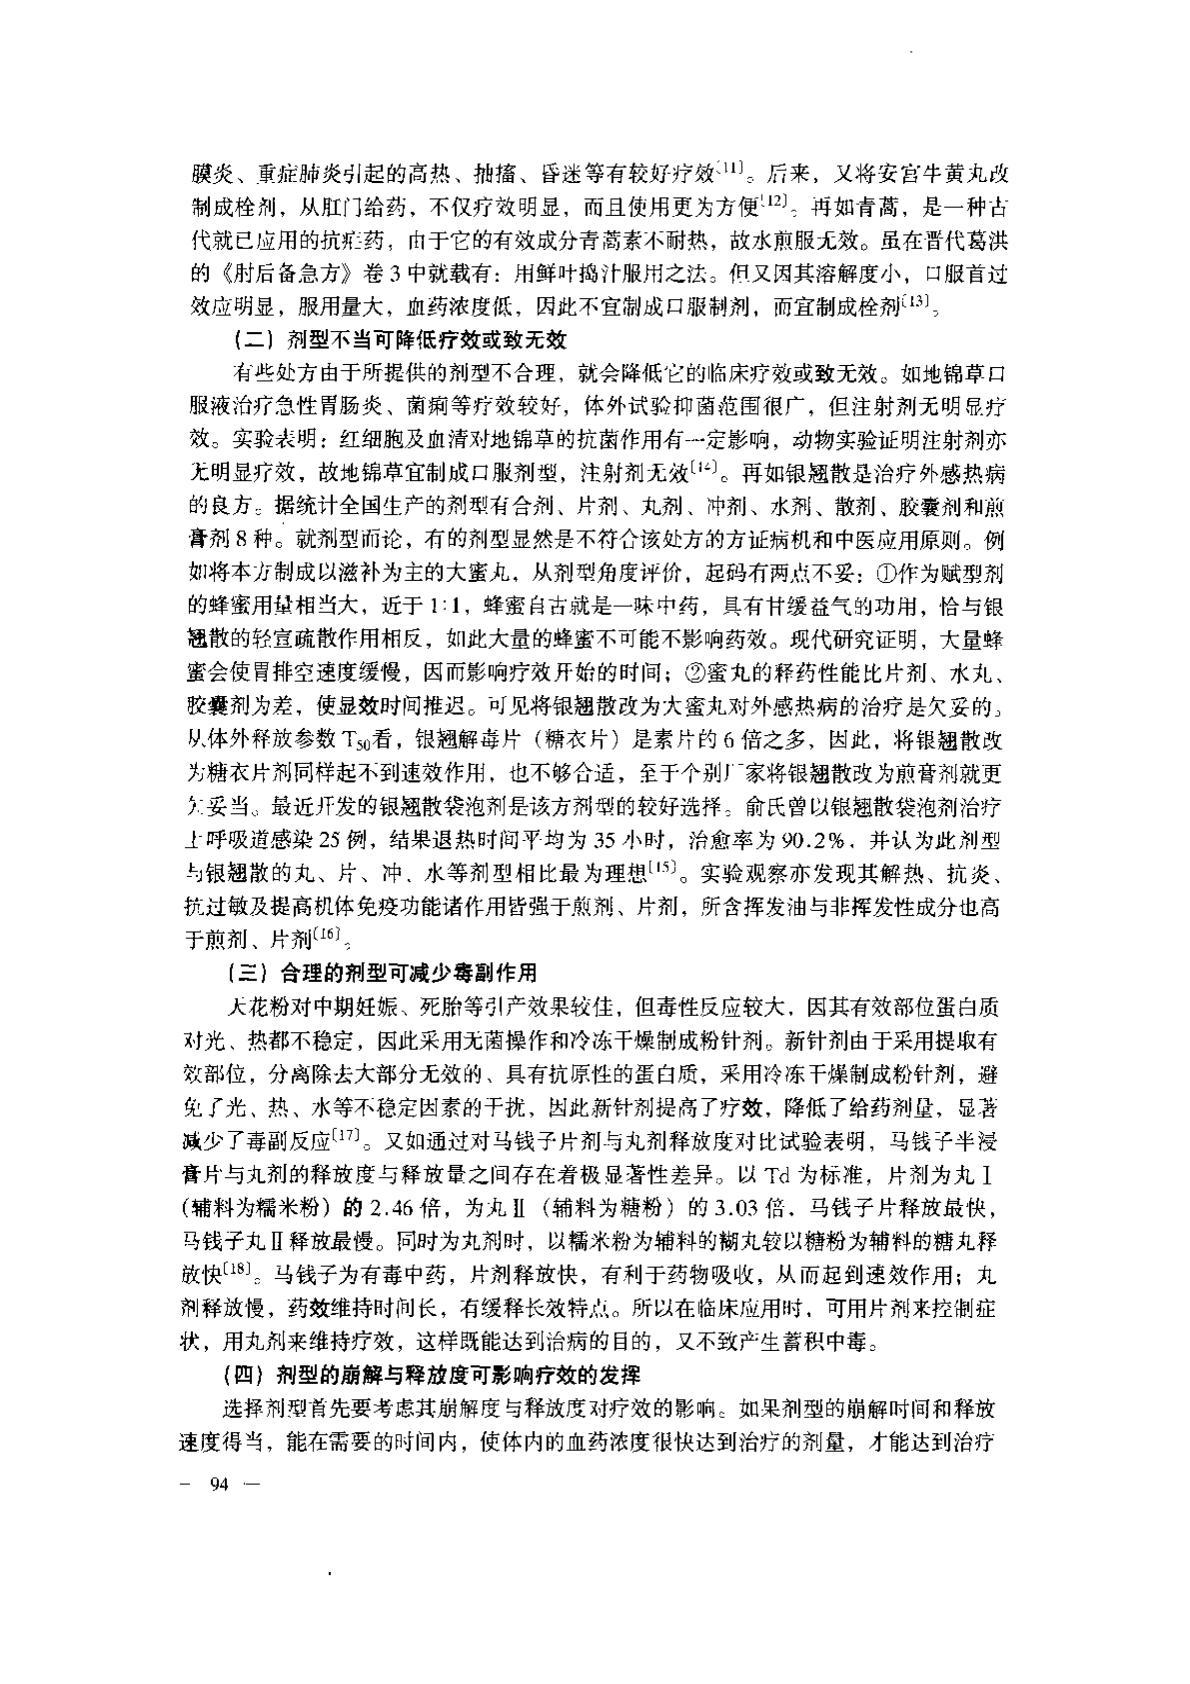 膜炎、重症肺炎引起的高热、抽搐、昏迷等有较好疗效〔11〕。后来，又将安宫牛黄丸改
制成栓剂，从肛门给药，不仅疗效明显，而且使用更为方便〔12〕。再如青蒿，是一种古
代就已应用的抗疟药，由于它的有效成分青蒿素不耐热，故水煎服无效。虽在晋代葛洪
的《肘后备急方》卷3中就载有：用鲜叶捣汁服用之法。但又因其溶解度小，口服首过
效应明显，服用量大，血药浓度低，因此不宜制成口服制剂，而宜制成栓剂〔13〕。
（二）剂型不当可降低疗效或致无效
有些处方由于所提供的剂型不合理，就会降低它的临床疗效或致无效。如地锦草口
服液治疗急性胃肠炎、菌痢等疗效较好，体外试验抑菌范围很广，但注射剂无明显疗
效。实验表明：红细胞及血清对地锦草的抗菌作用有一定影响，动物实验证明注射剂亦
无明显疗效，故地锦草宜制成口服剂型，注射剂无效〔14〕。再如银翘散是治疗外感热病
的良方。据统计全国生产的剂型有合剂、片剂、丸剂、冲剂、水剂、散剂、胶囊剂和煎
膏剂8种。就剂型而论，有的剂型显然是不符合该处方的方证病机和中医应用原则。例
如将本方制成以滋补为主的大蜜丸，从剂型角度评价，起码有两点不妥：①作为赋型剂
的蜂蜜用量相当大，近于1:1，蜂蜜自古就是一味中药，具有甘缓益气的功用，恰与银
翘散的轻宣疏散作用相反，如此大量的蜂蜜不可能不影响药效。现代研究证明，大量蜂
蜜会使胃排空速度缓慢，因而影响疗效开始的时间；②蜜丸的释药性能比片剂、水丸、
胶囊剂为差，使显效时间推迟。可见将银翘散改为大蜜丸对外感热病的治疗是欠妥的。
从体外释放参数T50看，银翘解毒片（糖衣片）是素片的6倍之多，因此，将银翘散改
为糖衣片剂同样起不到速效作用，也不够合适，至于个别厂家将银翘散改为煎膏剂就更
欠妥当。最近开发的银翘散袋泡剂是该方剂型的较好选择。俞氏曾以银翘散袋泡剂治疗
上呼吸道感染25例，结果退热时间平均为35小时，治愈率为90.2%，并认为此剂型
与银翘散的丸、片、冲、水等剂型相比最为理想〔15〕。实验观察亦发现其解热、抗炎、
抗过敏及提高机体免疫功能诸作用皆强于煎剂、片剂，所含挥发油与非挥发性成分也高
于煎剂、片剂〔16〕。
（三）合理的剂型可减少毒副作用
天花粉对中期妊娠、死胎等引产效果较佳，但毒性反应较大，因其有效部位蛋白质
对光、热都不稳定，因此采用无菌操作和冷冻干燥制成粉针剂。新针剂由于采用提取有
效部位，分离除去大部分无效的、具有抗原性的蛋白质，采用冷冻干燥制成粉针剂，避
免了光、热、水等不稳定因素的干扰，因此新针剂提高了疗效，降低了给药剂量，显著
减少了毒副反应〔17〕。又如通过对马钱子片剂与丸剂释放度对比试验表明，马钱子半浸
膏片与丸剂的释放度与释放量之间存在着极显著性差异。以Td为标准，片剂为丸Ⅰ
（辅料为糯米粉）的2.46倍，为丸Ⅱ（辅料为糖粉）的3.03倍，马钱子片释放最快，
马钱子丸Ⅱ释放最慢。同时为丸剂时，以糯米粉为辅料的糊丸较以糖粉为辅料的糖丸释
放快〔18〕。马钱子为有毒中药，片剂释放快，有利于药物吸收，从而起到速效作用；丸
剂释放慢，药效维持时间长，有缓释长效特点。所以在临床应用时，可用片剂来控制症
状，用丸剂来维持疗效，这样既能达到治病的目的，又不致产生蓄积中毒。
（四）剂型的崩解与释放度可影响疗效的发挥
选择剂型首先要考虑其崩解度与释放度对疗效的影响。如果剂型的崩解时间和释放
速度得当，能在需要的时间内，使体内的血药浓度很快达到治疗的剂量，才能达到治疗
— 94 —